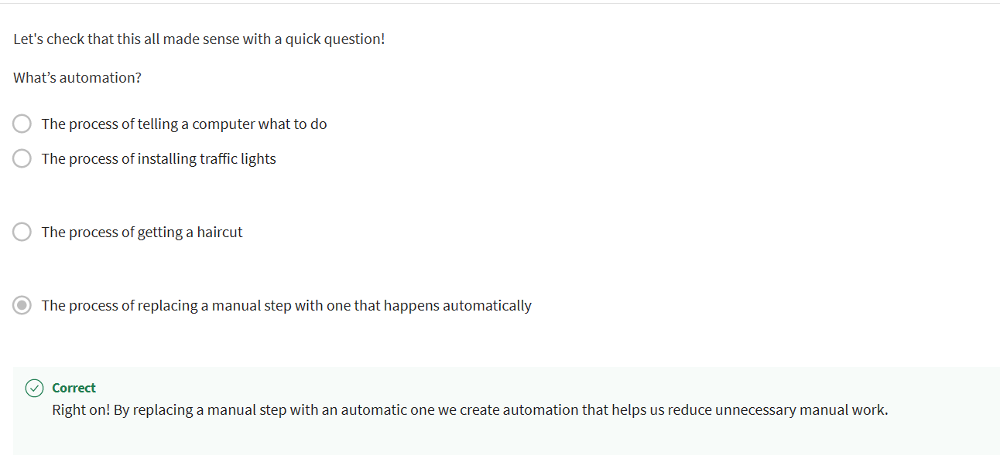 Let's check that this all made sense with a quick question!
What’s automation?
The process of telling a computer what to do
The process of installing traffic lights
The process of getting a haircut
The process of replacing a manual step with one that happens automatically
Correct
Right on! By replacing a manual step with an automatic one we create automation that helps us reduce unnecessary manual work.